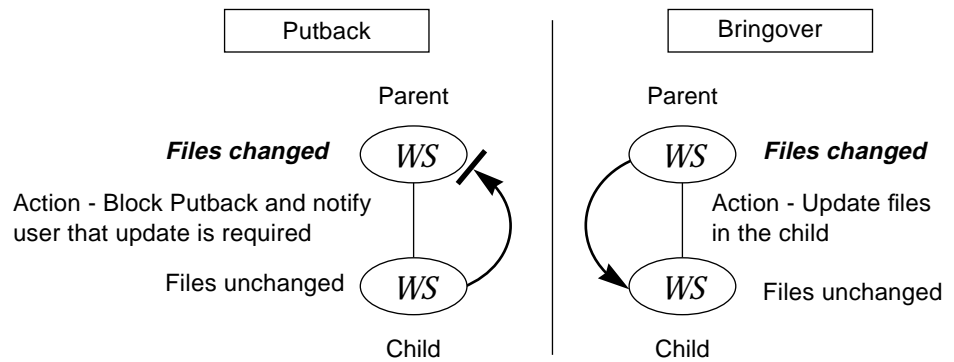 Putback
Parent
Files changed
WS
Action - Block Putback and notify
user that update is required
Files unchanged
WS
Child
Bringover
Parent
WS
Files changed
Action - Update files
in the child
WS
Files unchanged
Child